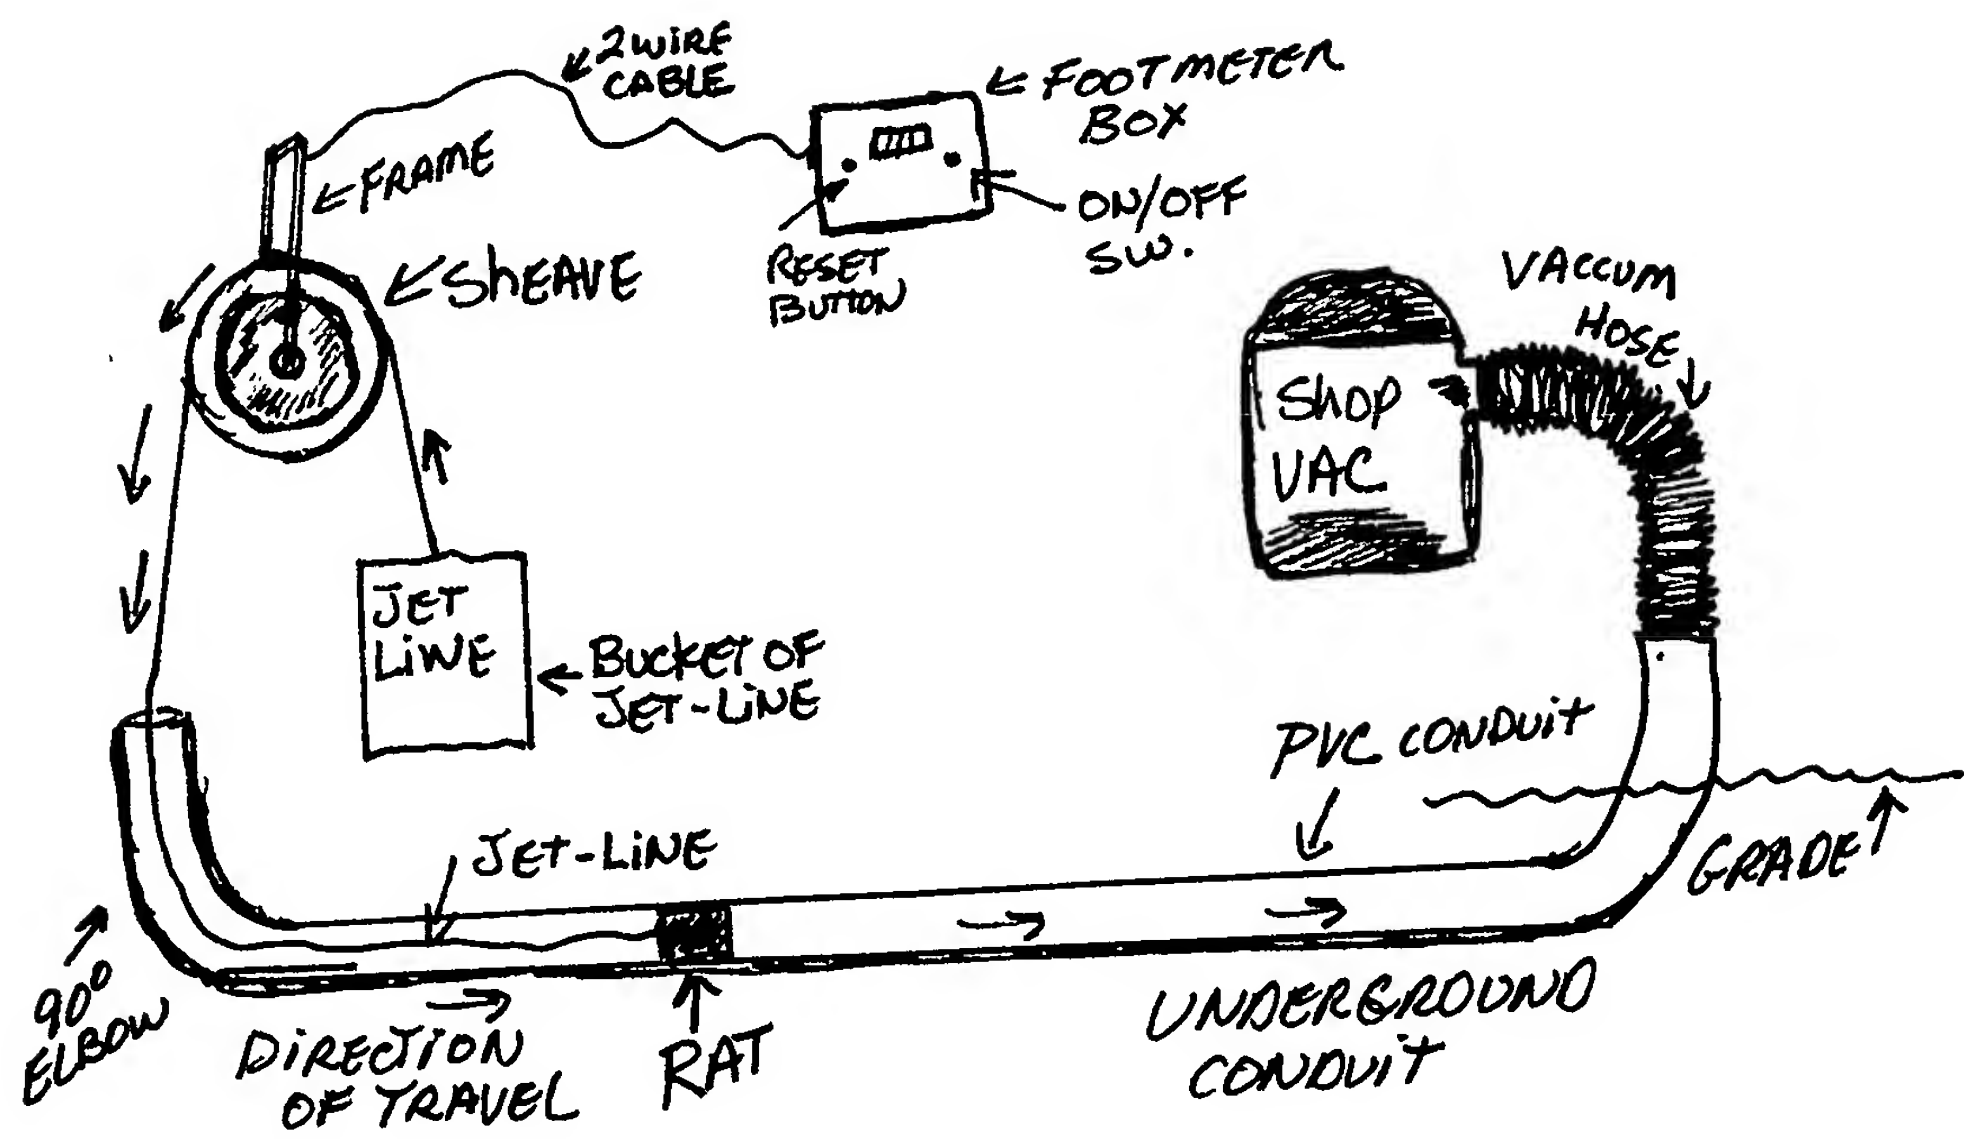 2 WIRE
CABLE
FOOTMETER
BOX
FRAME
ON/OFF
SW.
RESET
BUTTON
ShEAVE
VACCUM
HOSE
ShOP
VAC
JET
LiNE
BUCKET OF
JET-LiNE
PVC CONDUiT
JET-LiNE
GRADE
90°
ELBOW
DiRECTION
OF TRAVEL
RAT
UNDERGROUND
CONDUiT